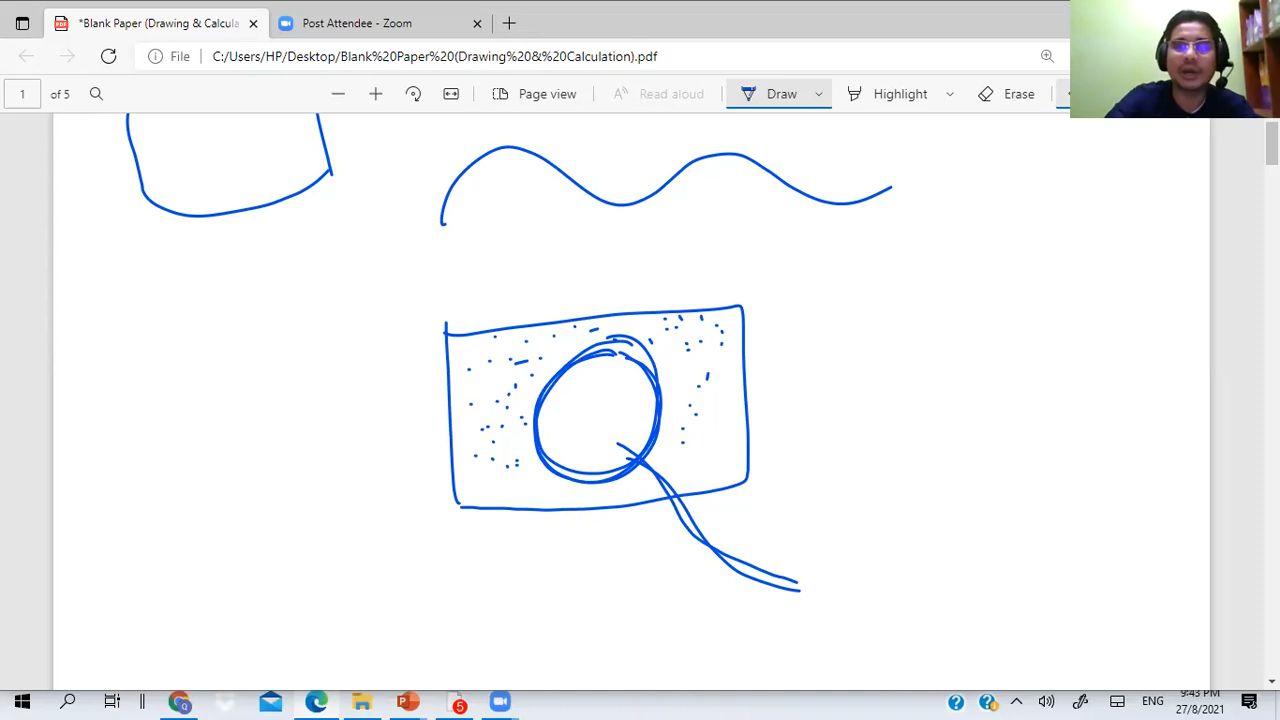 *Blank Paper (Drawing & Calcula
Post Attendee - Zoom
File
C:/Users/HP/Desktop/Blank%20Paper%20(Drawing%20&%20Calculation).pdf
1
of 5
Page view
Read aloud
Draw
Highlight
Erase
5
ENG
9:43 PM
27/8/2021